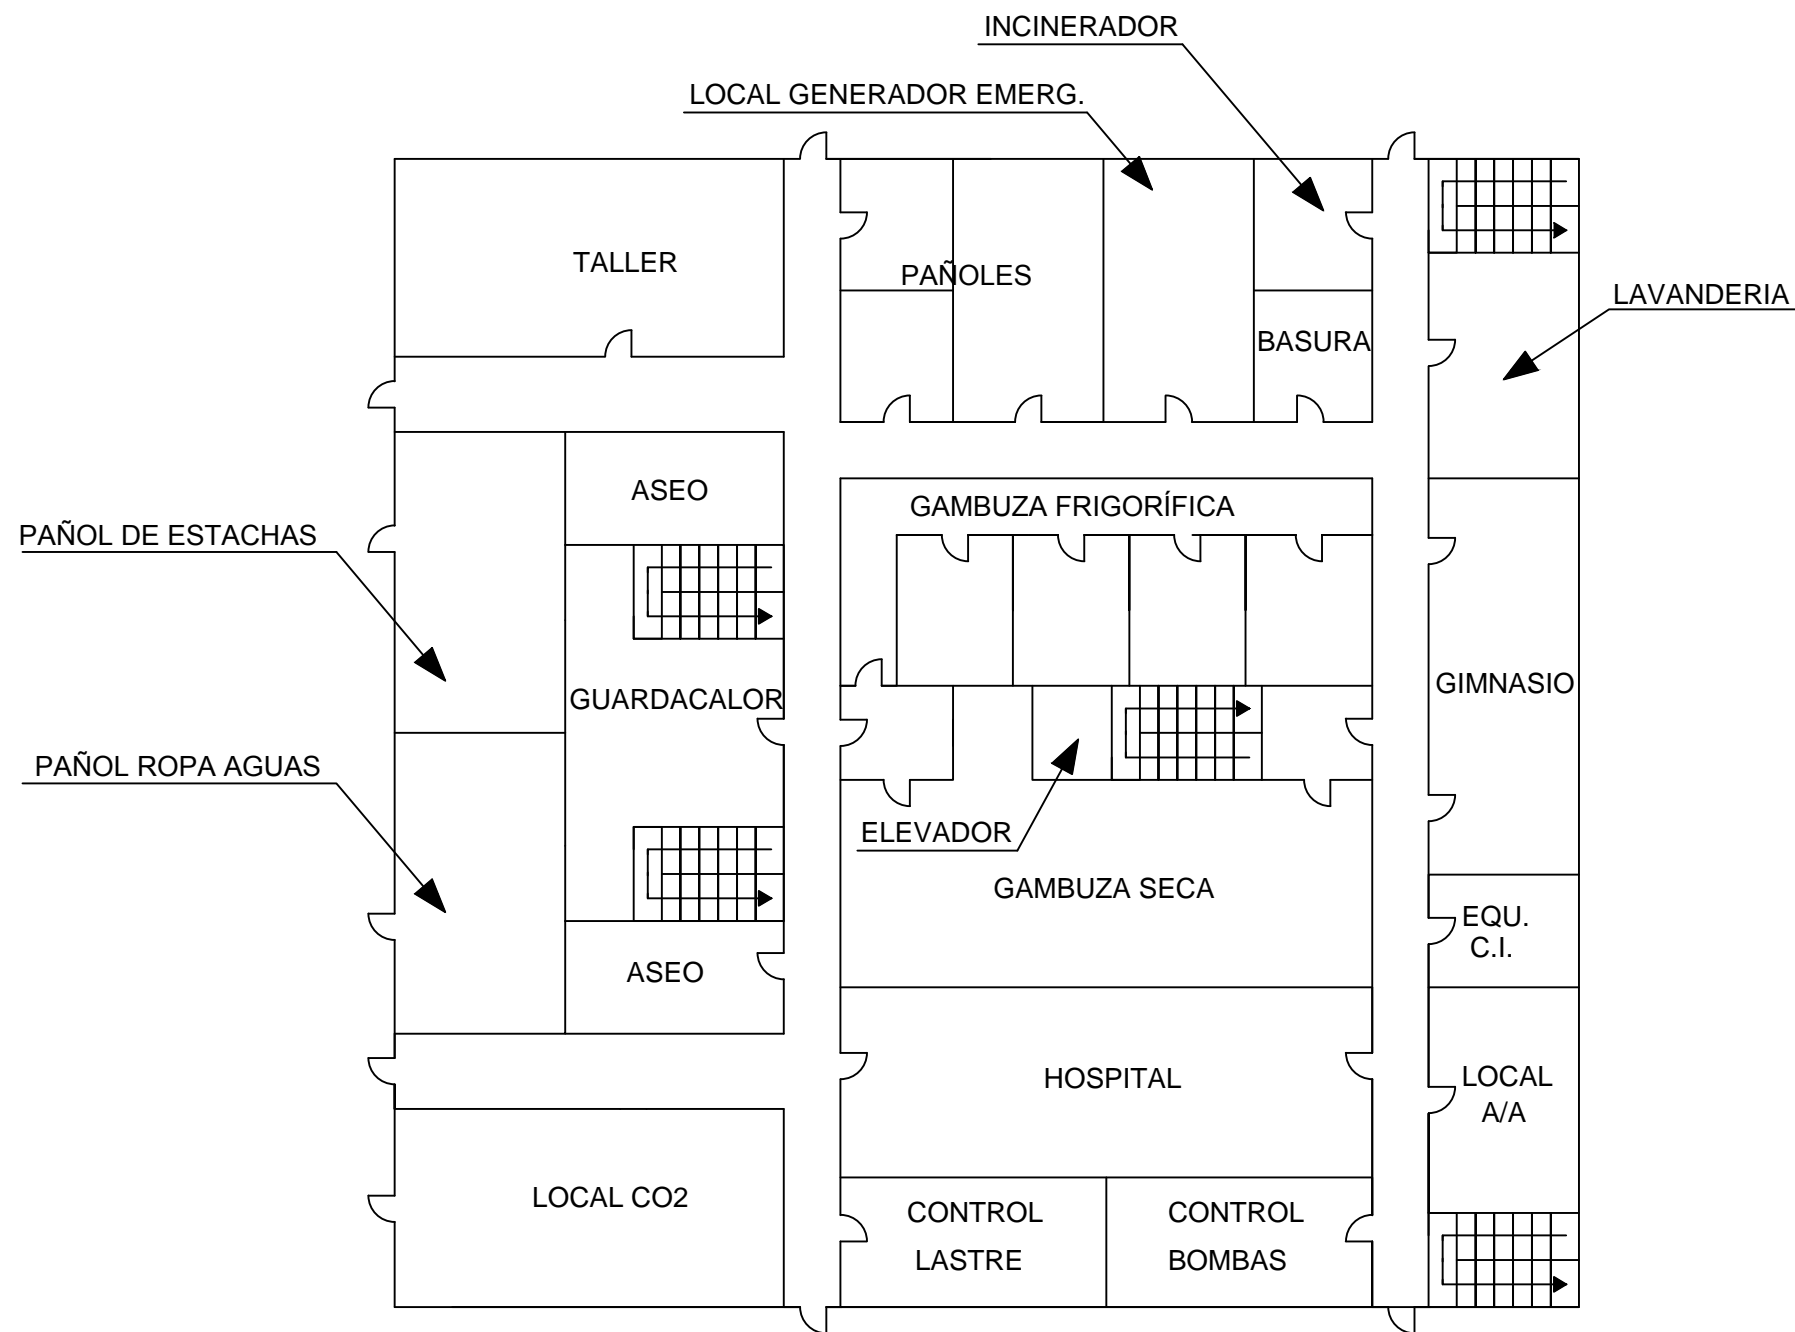 INCINERADOR
LOCAL GENERADOR EMERG.
TALLER
PAÑOLES
LAVANDERIA
BASURA
ASEO
GAMBUZA FRIGORÍFICA
PAÑOL DE ESTACHAS
GUARDACALOR
GIMNASIO
PAÑOL ROPA AGUAS
ELEVADOR
GAMBUZA SECA
EQU.
C.I.
ASEO
HOSPITAL
LOCAL
A/A
LOCAL CO2
CONTROL
LASTRE
CONTROL
BOMBAS